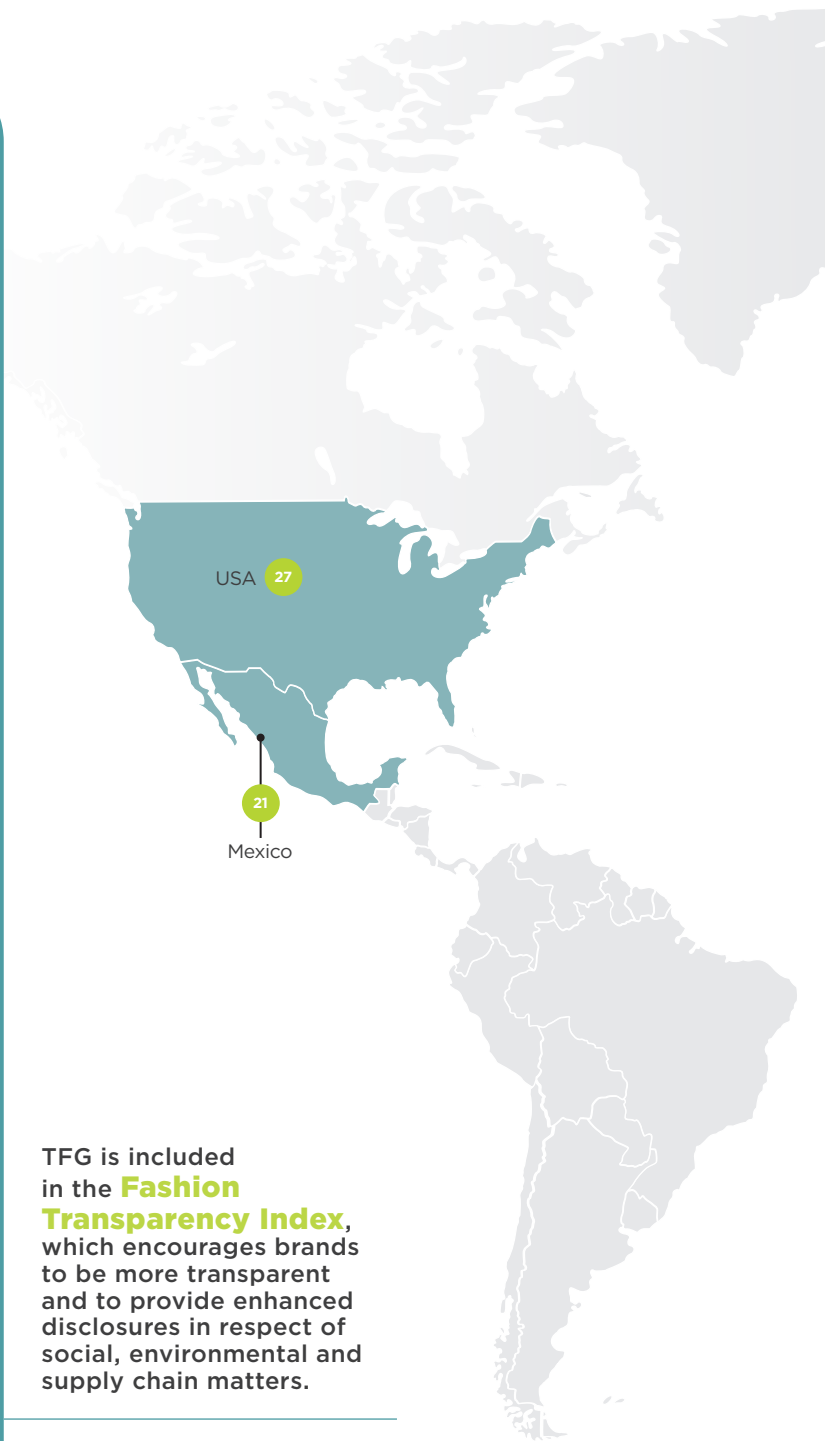 USA 27
21
Mexico
TFG is included
in the Fashion
Transparency Index,
which encourages brands
to be more transparent
and to provide enhanced
disclosures in respect of
social, environmental and
supply chain matters.